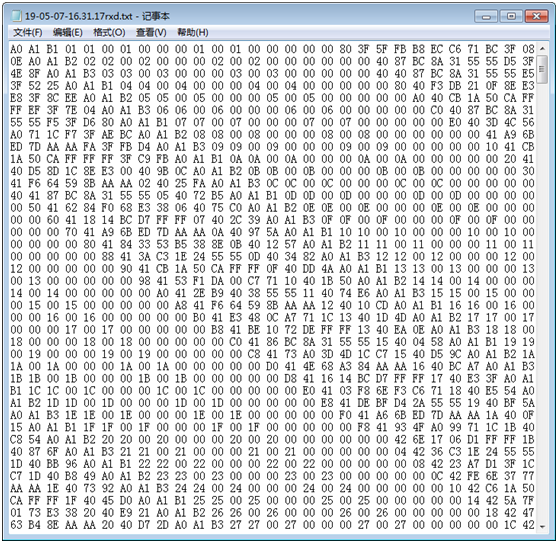 19-05-07-16.31.17rxd.txt - 记事本
文件(F) 编辑(E) 格式(O) 查看(V) 帮助(H)
A0 A1 B1 01 01 00 01 00 00 00 01 00 01 00 00 00 00 00 80 3F 5F FB B8 EC C6 71 BC 3F 08
0E A0 A1 B2 02 02 00 02 00 00 00 02 00 02 00 00 00 00 00 40 87 BC 8A 31 55 55 D5 3F
4E 8F A0 A1 B3 03 03 00 03 00 00 00 03 00 03 00 00 00 00 40 40 87 BC 8A 31 55 55 E5
3F 52 25 A0 A1 B1 04 04 00 04 00 00 00 04 00 04 00 00 00 00 80 40 F3 DB 21 0F 8E E3
E8 3F 8C EE A0 A1 B2 05 05 00 05 00 00 00 05 00 05 00 00 00 00 A0 40 CB 1A 50 CA FF
FF EF 3F 7E 04 A0 A1 B3 06 06 00 06 00 00 00 06 00 06 00 00 00 00 C0 40 87 BC 8A 31
55 55 F5 3F D6 80 A0 A1 B1 07 07 00 07 00 00 00 07 00 07 00 00 00 00 E0 40 3D 4C 56
A0 71 1C F7 3F AE BC A0 A1 B2 08 08 00 08 00 00 00 08 00 08 00 00 00 00 00 41 A9 6B
ED 7D AA AA FA 3F FB D4 A0 A1 B3 09 09 00 09 00 00 00 09 00 09 00 00 00 00 10 41 CB
1A 50 CA FF FF FF 3F C9 FB A0 A1 B1 0A 0A 00 0A 00 00 00 0A 00 0A 00 00 00 00 20 41
40 D5 8D 1C 8E E3 00 40 9B 0C A0 A1 B2 0B 0B 00 0B 00 00 00 0B 00 0B 00 00 00 00 30
41 F6 64 59 8B AA AA 02 40 25 FA A0 A1 B3 0C 0C 00 0C 00 00 00 0C 00 0C 00 00 00 00
40 41 87 BC 8A 31 55 55 05 40 72 B5 A0 A1 B1 0D 0D 00 0D 00 00 00 0D 00 0D 00 00 00
00 50 41 62 84 F0 68 E3 38 06 40 75 C0 A0 A1 B2 0E 0E 00 0E 00 00 00 0E 00 0E 00 00
00 00 60 41 18 14 BC D7 FF FF 07 40 2C 39 A0 A1 B3 0F 0F 00 0F 00 00 00 0F 00 0F 00
00 00 00 70 41 A9 6B ED 7D AA AA 0A 40 97 5A A0 A1 B1 10 10 00 10 00 00 00 10 00 10
00 00 00 00 80 41 84 33 53 B5 38 8E 0B 40 12 57 A0 A1 B2 11 11 00 11 00 00 00 11 00 11
00 00 00 00 88 41 3A C3 1E 24 55 55 0D 40 34 82 A0 A1 B3 12 12 00 12 00 00 00 12 00
12 00 00 00 00 90 41 CB 1A 50 CA FF FF 0F 40 DD 4A A0 A1 B1 13 13 00 13 00 00 00 13
00 13 00 00 00 00 98 41 53 F1 DA 00 C7 71 10 40 1B 50 A0 A1 B2 14 14 00 14 00 00 00
14 00 14 00 00 00 00 A0 41 2E B9 40 38 55 55 11 40 74 E6 A0 A1 B3 15 15 00 15 00 00
00 15 00 15 00 00 00 00 A8 41 F6 64 59 8B AA AA 12 40 10 CD A0 A1 B1 16 16 00 16 00
00 00 16 00 16 00 00 00 00 B0 41 E3 48 0C A7 71 1C 13 40 1D 4D A0 A1 B2 17 17 00 17
00 00 00 17 00 17 00 00 00 00 B8 41 BE 10 72 DE FF FF 13 40 EA 0E A0 A1 B3 18 18 00
18 00 00 00 18 00 18 00 00 00 00 C0 41 86 BC 8A 31 55 55 15 40 04 58 A0 A1 B1 19 19
00 19 00 00 00 19 00 19 00 00 00 00 C8 41 73 A0 3D 4D 1C C7 15 40 D5 9C A0 A1 B2 1A
1A 00 1A 00 00 00 1A 00 1A 00 00 00 00 D0 41 4E 68 A3 84 AA AA 16 40 BC A7 A0 A1 B3
1B 1B 00 1B 00 00 00 1B 00 1B 00 00 00 00 D8 41 16 14 BC D7 FF FF 17 40 E3 3F A0 A1
B1 1C 1C 00 1C 00 00 00 1C 00 1C 00 00 00 00 E0 41 03 F8 6E F3 C6 71 18 40 E5 54 A0
A1 B2 1D 1D 00 1D 00 00 00 1D 00 1D 00 00 00 00 E8 41 DE BF D4 2A 55 55 19 40 BF 5A
A0 A1 B3 1E 1E 00 1E 00 00 00 1E 00 1E 00 00 00 00 F0 41 A6 6B ED 7D AA AA 1A 40 0F
15 A0 A1 B1 1F 1F 00 1F 00 00 00 1F 00 1F 00 00 00 00 F8 41 93 4F A0 99 71 1C 1B 40
C8 54 A0 A1 B2 20 20 00 20 00 00 00 20 00 20 00 00 00 00 00 42 6E 17 06 D1 FF FF 1B
40 87 6F A0 A1 B3 21 21 00 21 00 00 00 21 00 21 00 00 00 00 04 42 36 C3 1E 24 55 55
1D 40 BB 96 A0 A1 B1 22 22 00 22 00 00 00 22 00 22 00 00 00 00 08 42 23 A7 D1 3F 1C
C7 1D 40 B8 49 A0 A1 B2 23 23 00 23 00 00 00 23 00 23 00 00 00 00 0C 42 FE 6E 37 77
AA AA 1E 40 73 92 A0 A1 B3 24 24 00 24 00 00 00 24 00 24 00 00 00 00 10 42 C6 1A 50
CA FF FF 1F 40 45 D0 A0 A1 B1 25 25 00 25 00 00 00 25 00 25 00 00 00 00 14 42 5A 7F
01 73 E3 38 20 40 E9 21 A0 A1 B2 26 26 00 26 00 00 00 26 00 26 00 00 00 00 18 42 47
63 B4 8E AA AA 20 40 D7 2D A0 A1 B3 27 27 00 27 00 00 00 27 00 27 00 00 00 00 1C 42